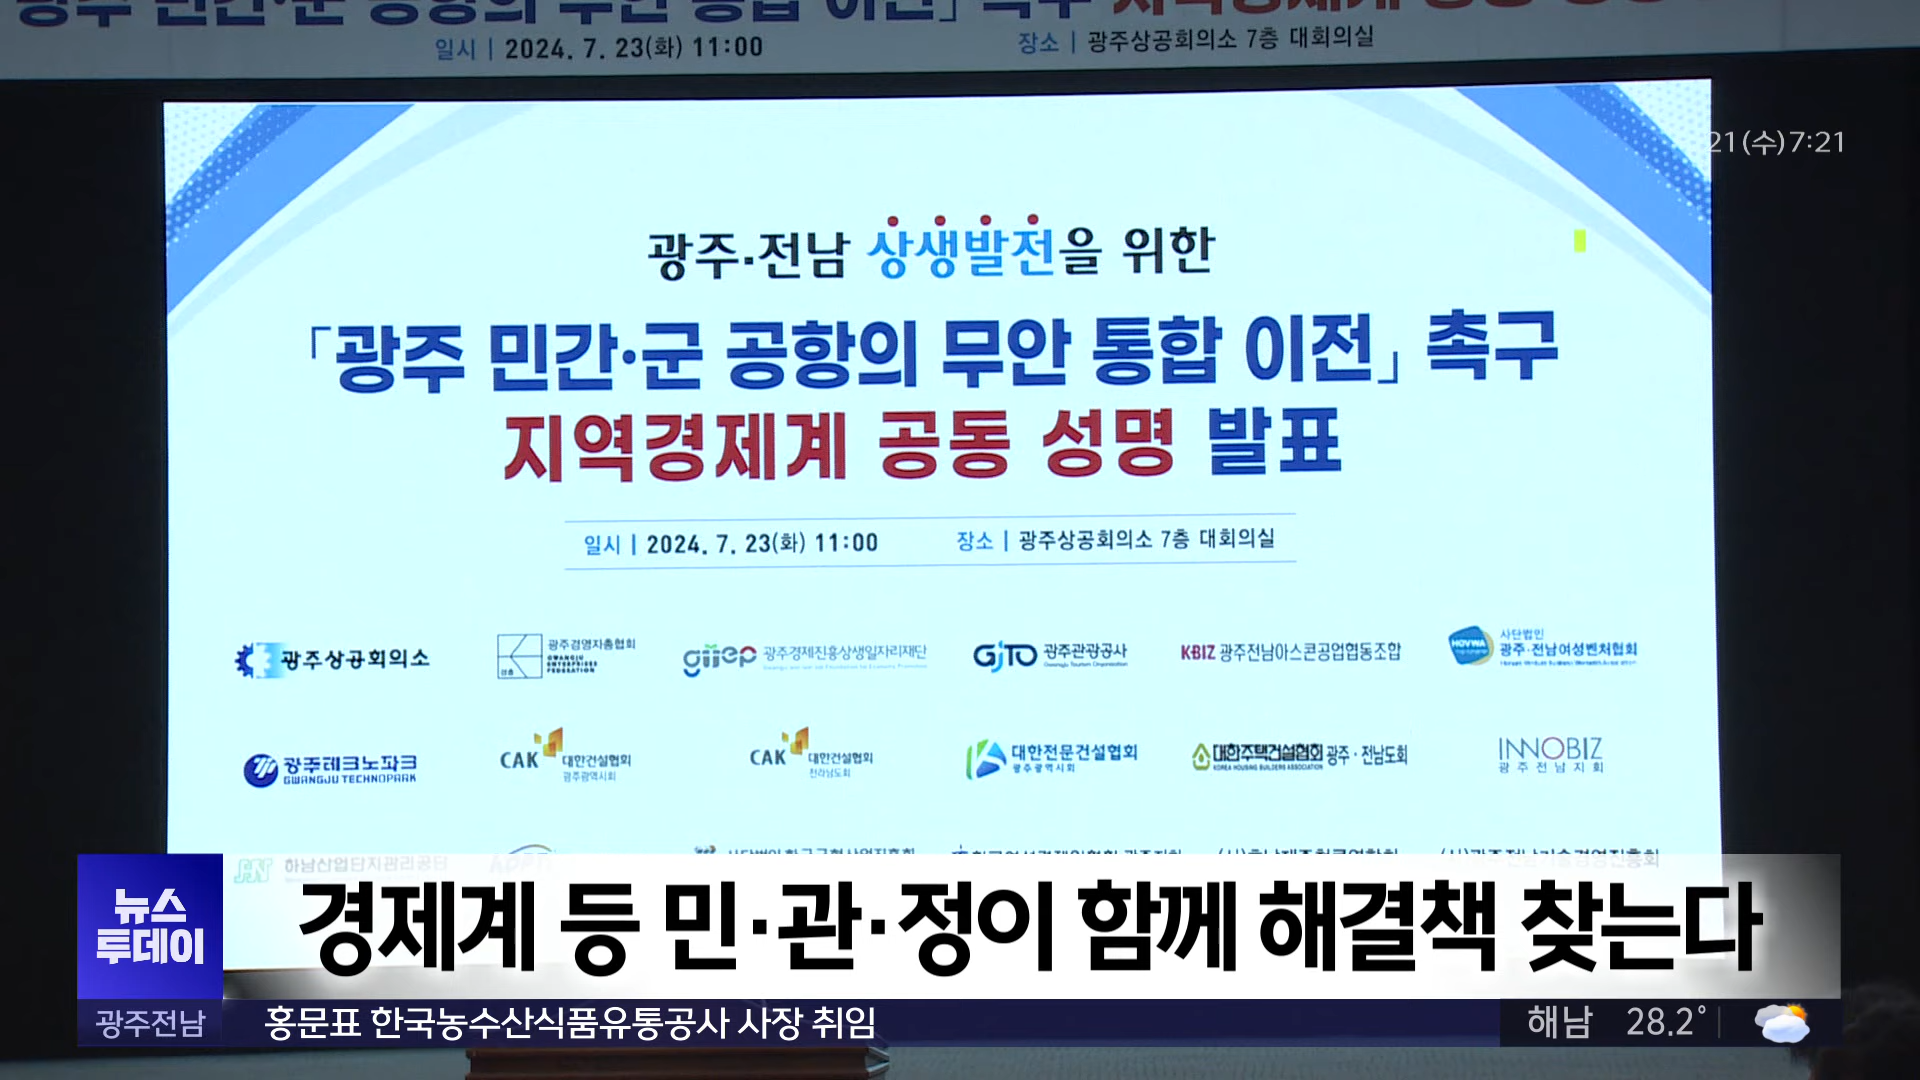 일시 | 2024. 7. 23(화) 11:00 장소 | 광주상공회의소 7층 대회의실
21(수)7:21
광주·전남 상생발전을 위한
「광주 민간·군 공항의 무안 통합 이전」 촉구
지역경제계 공동 성명 발표
일시 | 2024. 7. 23(화) 11:00 장소 | 광주상공회의소 7층 대회의실
광주상공회의소
광주경영자총협회
GWANGJU ENTERPRISES FEDERATION
광주경제진흥상생일자리재단
GJTO 광주관광공사
KBIZ 광주전남아스콘공업협동조합
사단법인
광주·전남여성벤처협회
광주테크노파크
GWANGJU TECHNOPARK
CAK 대한건설협회
광주광역시회
CAK 대한건설협회
전라남도회
대한전문건설협회
광주광역시회
대한주택건설협회 광주·전남도회
KOREA HOUSING BUILDERS ASSOCIATION
INNOBIZ
광주전남지회
하남산업단지관리공단
뉴스
투데이
경제계 등 민·관·정이 함께 해결책 찾는다
광주전남
홍문표 한국농수산식품유통공사 사장 취임
해남 28.2°